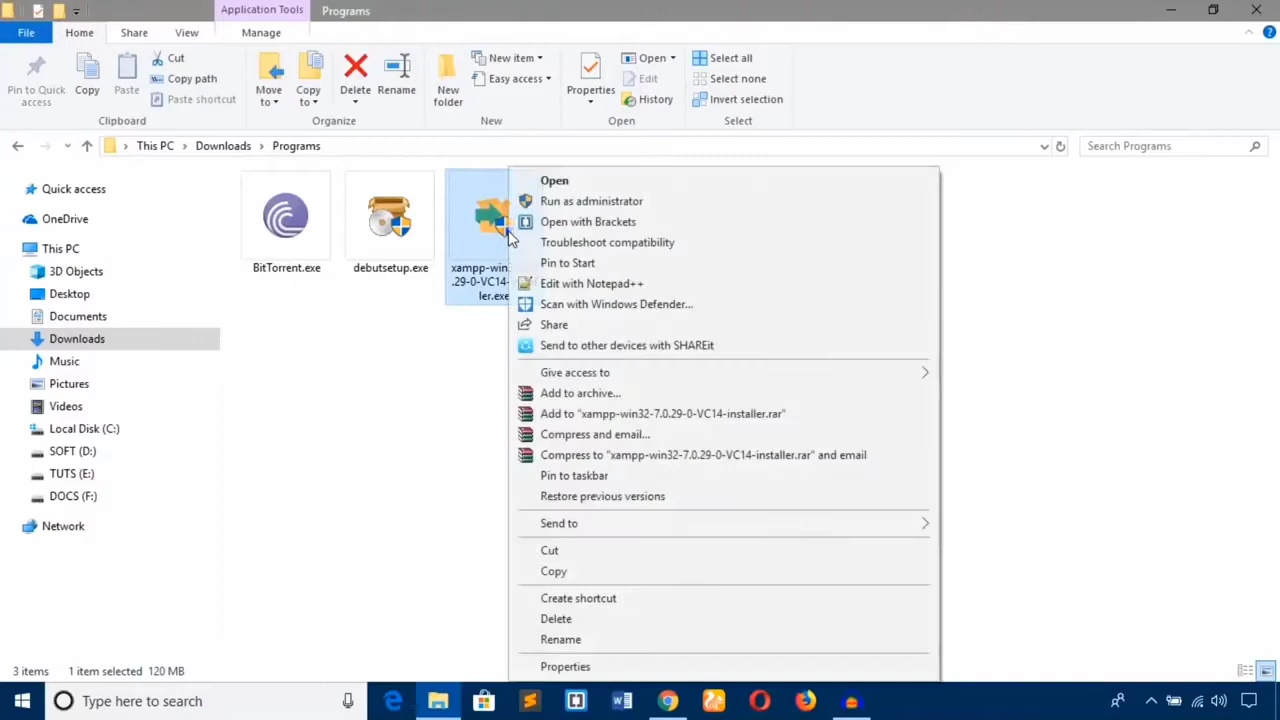 Application Tools
Programs
File
Home
Share
View
Manage
Pin to Quick
access
Copy
Paste
Cut
Copy path
Paste shortcut
Clipboard
Move
to
Copy
to
Delete
Rename
Organize
New
folder
New item
Easy access
New
Properties
Open
Edit
History
Open
Select all
Select none
Invert selection
Select
This PC > Downloads > Programs
Search Programs
Quick access
OneDrive
This PC
3D Objects
Desktop
Documents
Downloads
Music
Pictures
Videos
Local Disk (C:)
SOFT (D:)
TUTS (E:)
DOCS (F:)
Network
BitTorrent.exe
debutsetup.exe
xampp-win
.29-0-VC14-
ler.exe
Open
Run as administrator
Open with Brackets
Troubleshoot compatibility
Pin to Start
Edit with Notepad++
Scan with Windows Defender...
Share
Send to other devices with SHAREit
Give access to
Add to archive...
Add to "xampp-win32-7.0.29-0-VC14-installer.rar"
Compress and email...
Compress to "xampp-win32-7.0.29-0-VC14-installer.rar" and email
Pin to taskbar
Restore previous versions
Send to
Cut
Copy
Create shortcut
Delete
Rename
Properties
3 items
1 item selected 120 MB
Type here to search